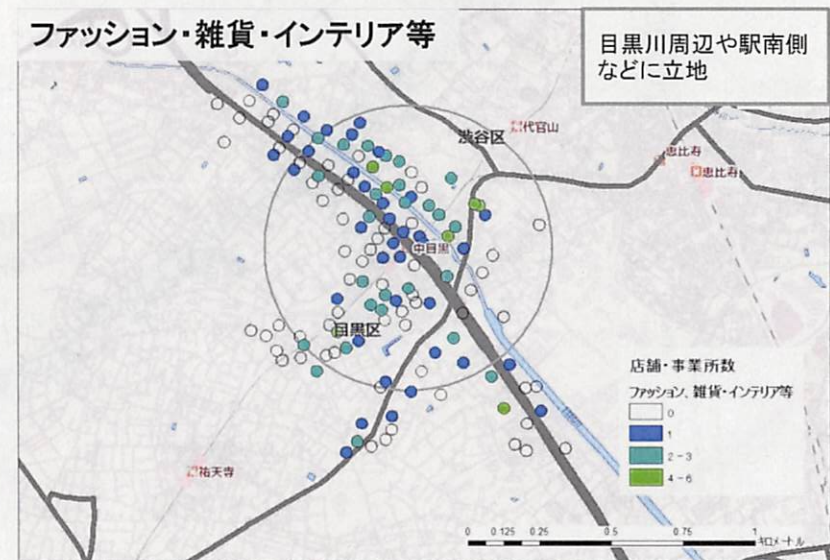 ファッション・雑貨・インテリア等
目黒川周辺や駅南側
などに立地
渋谷区
代官山
恵比寿
恵比寿
中目黒
目黒区
祐天寺
店舗・事業所数
ファッション、雑貨・インテリア等
0
1
2-3
4-6
0 0.125 0.25 0.5 0.75 1
キロメートル